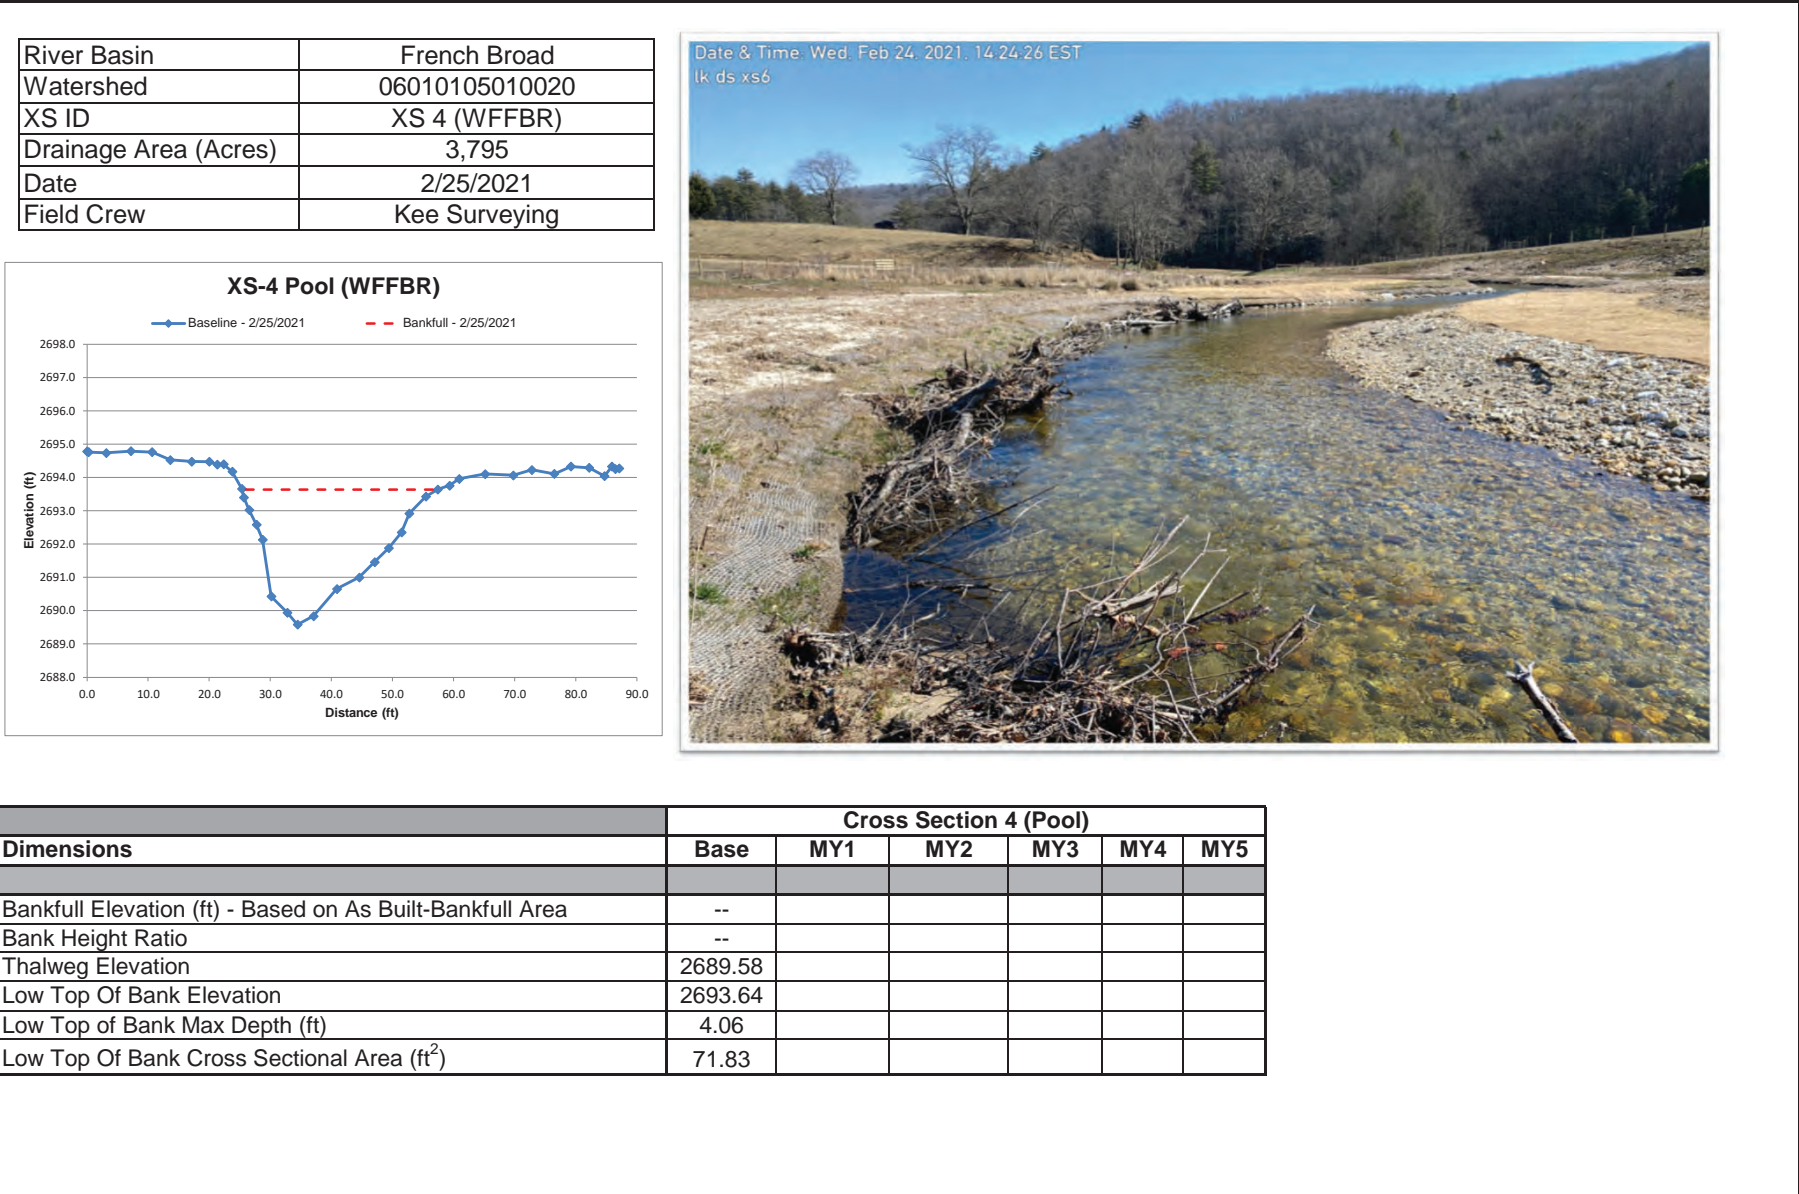 River Basin French Broad
Watershed 06010105010020
XS ID XS 4 (WFFBR)
Drainage Area (Acres) 3,795
Date 2/25/2021
Field Crew Kee Surveying
Date & Time: Wed, Feb 24, 2021, 14:24:26 EST
lk ds xs6
XS-4 Pool (WFFBR)
Baseline - 2/25/2021 Bankfull - 2/25/2021
2698.0
2697.0
2696.0
2695.0
2694.0
2693.0
2692.0
2691.0
2690.0
2689.0
2688.0
Elevation (ft)
0.0 10.0 20.0 30.0 40.0 50.0 60.0 70.0 80.0 90.0
Distance (ft)
Cross Section 4 (Pool)
Dimensions Base MY1 MY2 MY3 MY4 MY5
Bankfull Elevation (ft) - Based on As Built-Bankfull Area --
Bank Height Ratio --
Thalweg Elevation 2689.58
Low Top Of Bank Elevation 2693.64
Low Top of Bank Max Depth (ft) 4.06
Low Top Of Bank Cross Sectional Area (ft2) 71.83